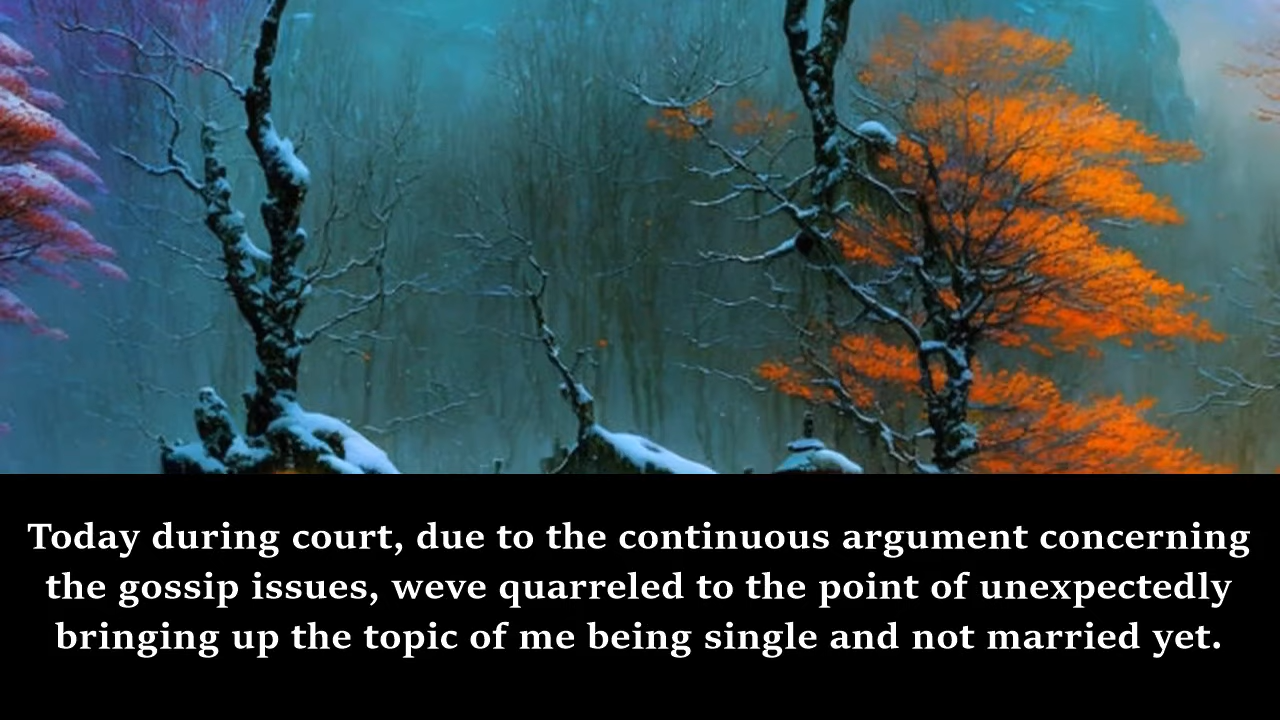 Today during court, due to the continuous argument concerning
the gossip issues, weve quarreled to the point of unexpectedly
bringing up the topic of me being single and not married yet.